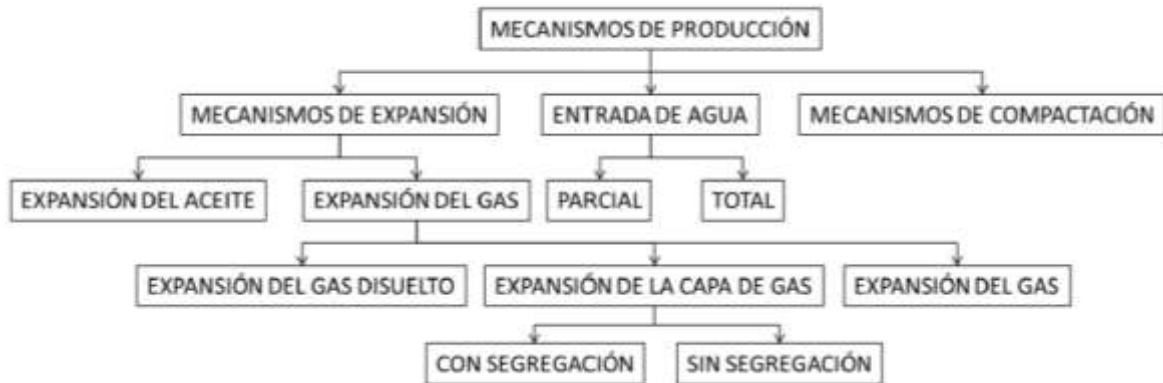 MECANISMOS DE PRODUCCIÓN
MECANISMOS DE EXPANSIÓN
ENTRADA DE AGUA
MECANISMOS DE COMPACTACIÓN
EXPANSIÓN DEL ACEITE
EXPANSIÓN DEL GAS
PARCIAL
TOTAL
EXPANSIÓN DEL GAS DISUELTO
EXPANSIÓN DE LA CAPA DE GAS
EXPANSIÓN DEL GAS
CON SEGREGACIÓN
SIN SEGREGACIÓN